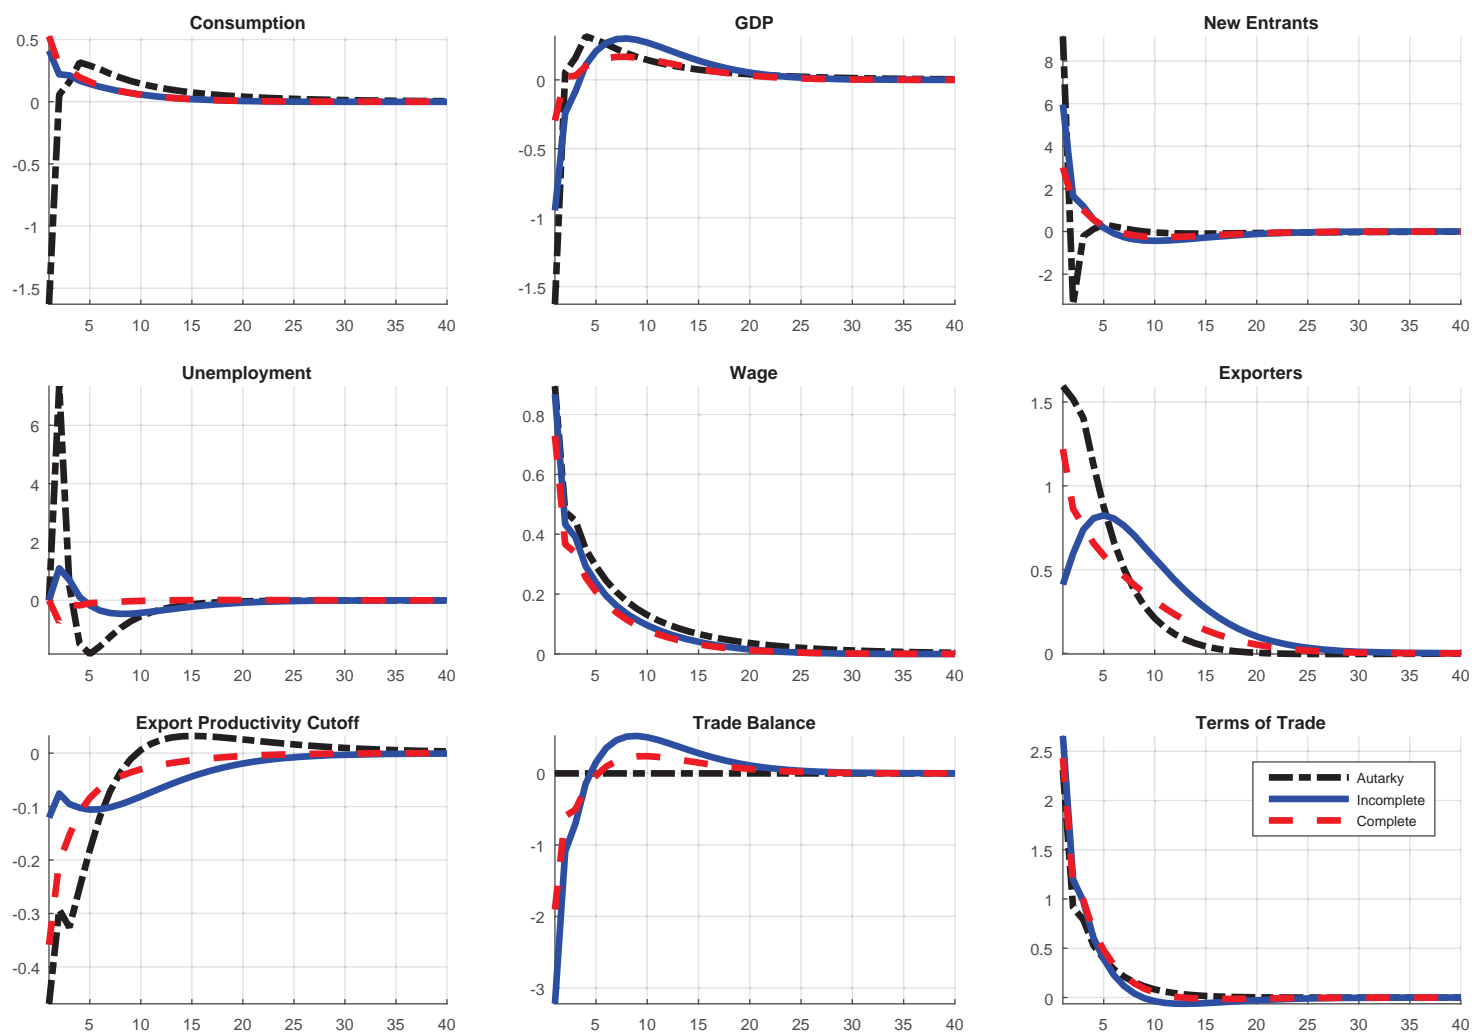 Consumption
GDP
New Entrants
0.5
0
-0.5
-1
-1.5
5 10 15 20 25 30 35 40
0
-0.5
-1
-1.5
5 10 15 20 25 30 35 40
8
6
4
2
0
-2
5 10 15 20 25 30 35 40
Unemployment
Wage
Exporters
6
4
2
0
5 10 15 20 25 30 35 40
0.8
0.6
0.4
0.2
0
5 10 15 20 25 30 35 40
1.5
1
0.5
0
5 10 15 20 25 30 35 40
Export Productivity Cutoff
Trade Balance
Terms of Trade
0
-0.1
-0.2
-0.3
-0.4
5 10 15 20 25 30 35 40
0
-1
-2
-3
5 10 15 20 25 30 35 40
2.5
2
1.5
1
0.5
0
5 10 15 20 25 30 35 40
Autarky
Incomplete
Complete